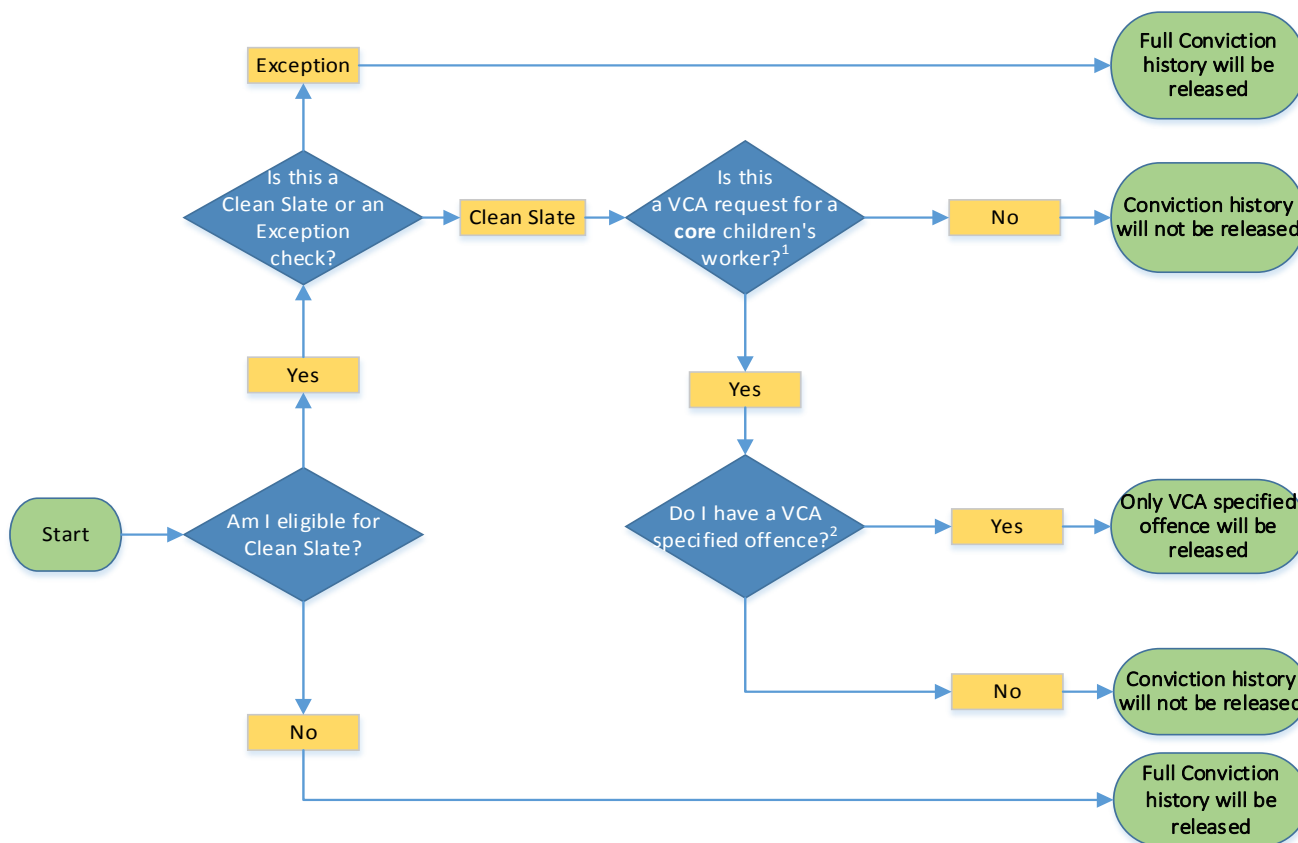 Exception
Full Conviction
history will be
released
Is this a
Clean Slate or an
Exception
check?
Clean Slate
Is this
a VCA request for a
core children's
worker?1
No
Conviction history
will not be released
Yes
Yes
Start
Am I eligible for
Clean Slate?
Do I have a VCA
specified offence?2
Yes
Only VCA specified
offence will be
released
No
Conviction history
will not be released
No
Full Conviction
history will be
released